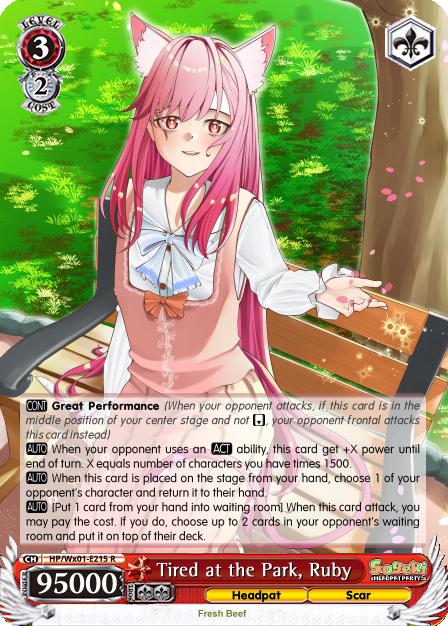 LEVEL
3
2
COST
CONT Great Performance (When your opponent attacks, if this card is in the
middle position of your center stage and not [], your opponent frontal attacks
this card instead)
AUTO When your opponent uses an ACT ability, this card get +X power until
end of turn. X equals number of characters you have times 1500.
AUTO When this card is placed on the stage from your hand, choose 1 of your
opponent's character and return it to their hand.
AUTO [Put 1 card from your hand into waiting room] When this card attack, you
may pay the cost. If you do, choose up to 2 cards in your opponent's waiting
room and put it on top of their deck.
CH HP/Wx01-E215 R
POWER 95000 SOUL Tired at the Park, Ruby
Sayowi
HEADPAT PARTY
Headpat Scar
Fresh Beef